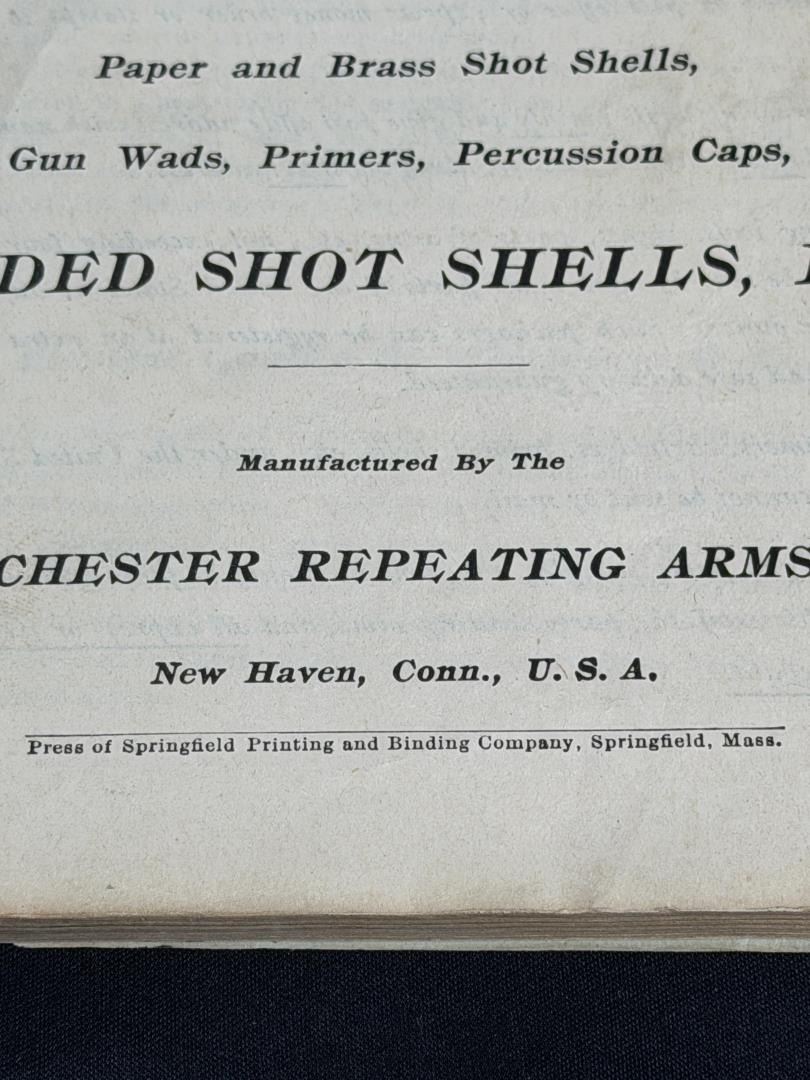 Paper and Brass Shot Shells,
Gun Wads, Primers, Percussion Caps,
DED SHOT SHELLS,
Manufactured By The
CHESTER REPEATING ARMS
New Haven, Conn., U. S. A.
Press of Springfield Printing and Binding Company, Springfield, Mass.